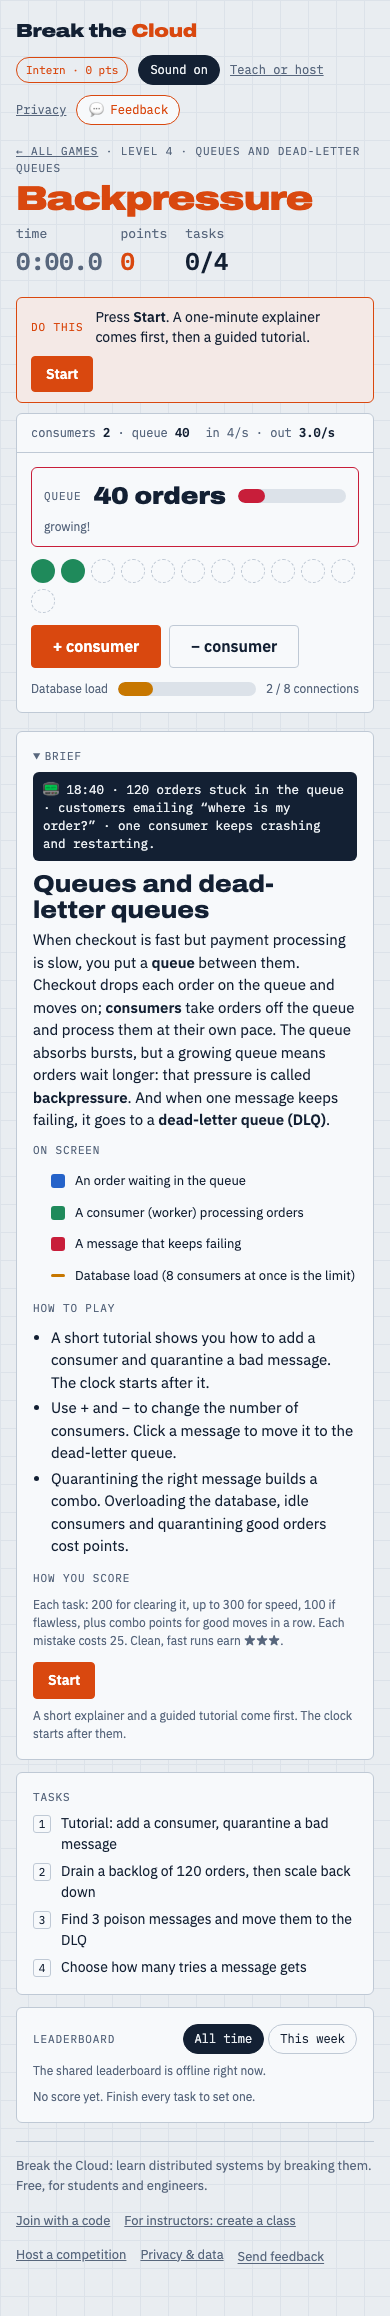 Break the Cloud
Intern · 0 pts
Sound on
Teach or host
Privacy
💬 Feedback
← ALL GAMES · LEVEL 4 · QUEUES AND DEAD-LETTER
QUEUES
Backpressure
time points tasks
0:00.0 0 0/4
DO THIS
Press Start. A one-minute explainer
comes first, then a guided tutorial.
Start
consumers 2 · queue 40 in 4/s · out 3.0/s
QUEUE 40 orders
growing!
+ consumer
− consumer
Database load 2 / 8 connections
▼ BRIEF
18:40 · 120 orders stuck in the queue
· customers emailing “where is my
order?” · one consumer keeps crashing
and restarting.
Queues and dead-
letter queues
When checkout is fast but payment processing
is slow, you put a queue between them.
Checkout drops each order on the queue and
moves on; consumers take orders off the queue
and process them at their own pace. The queue
absorbs bursts, but a growing queue means
orders wait longer: that pressure is called
backpressure. And when one message keeps
failing, it goes to a dead-letter queue (DLQ).
ON SCREEN
An order waiting in the queue
A consumer (worker) processing orders
A message that keeps failing
Database load (8 consumers at once is the limit)
HOW TO PLAY
• A short tutorial shows you how to add a
consumer and quarantine a bad message.
The clock starts after it.
• Use + and − to change the number of
consumers. Click a message to move it to the
dead-letter queue.
• Quarantining the right message builds a
combo. Overloading the database, idle
consumers and quarantining good orders
cost points.
HOW YOU SCORE
Each task: 200 for clearing it, up to 300 for speed, 100 if
flawless, plus combo points for good moves in a row. Each
mistake costs 25. Clean, fast runs earn ★★★.
Start
A short explainer and a guided tutorial come first. The clock
starts after them.
TASKS
1 Tutorial: add a consumer, quarantine a bad
message
2 Drain a backlog of 120 orders, then scale back
down
3 Find 3 poison messages and move them to the
DLQ
4 Choose how many tries a message gets
LEADERBOARD
All time
This week
The shared leaderboard is offline right now.
No score yet. Finish every task to set one.
Break the Cloud: learn distributed systems by breaking them.
Free, for students and engineers.
Join with a code For instructors: create a class
Host a competition Privacy & data Send feedback